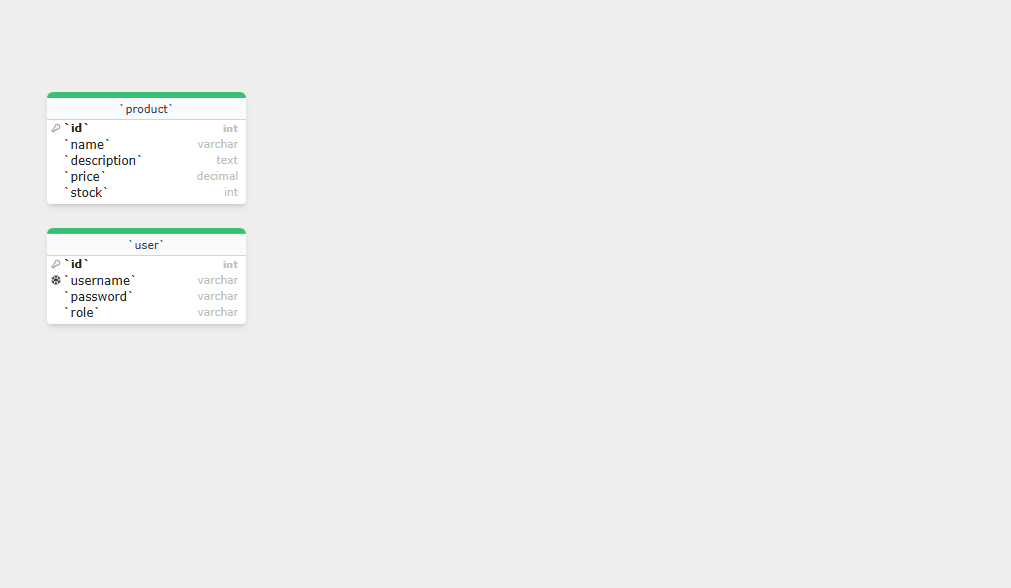 `product`
`id` int
`name` varchar
`description` text
`price` decimal
`stock` int
`user`
`id` int
`username` varchar
`password` varchar
`role` varchar